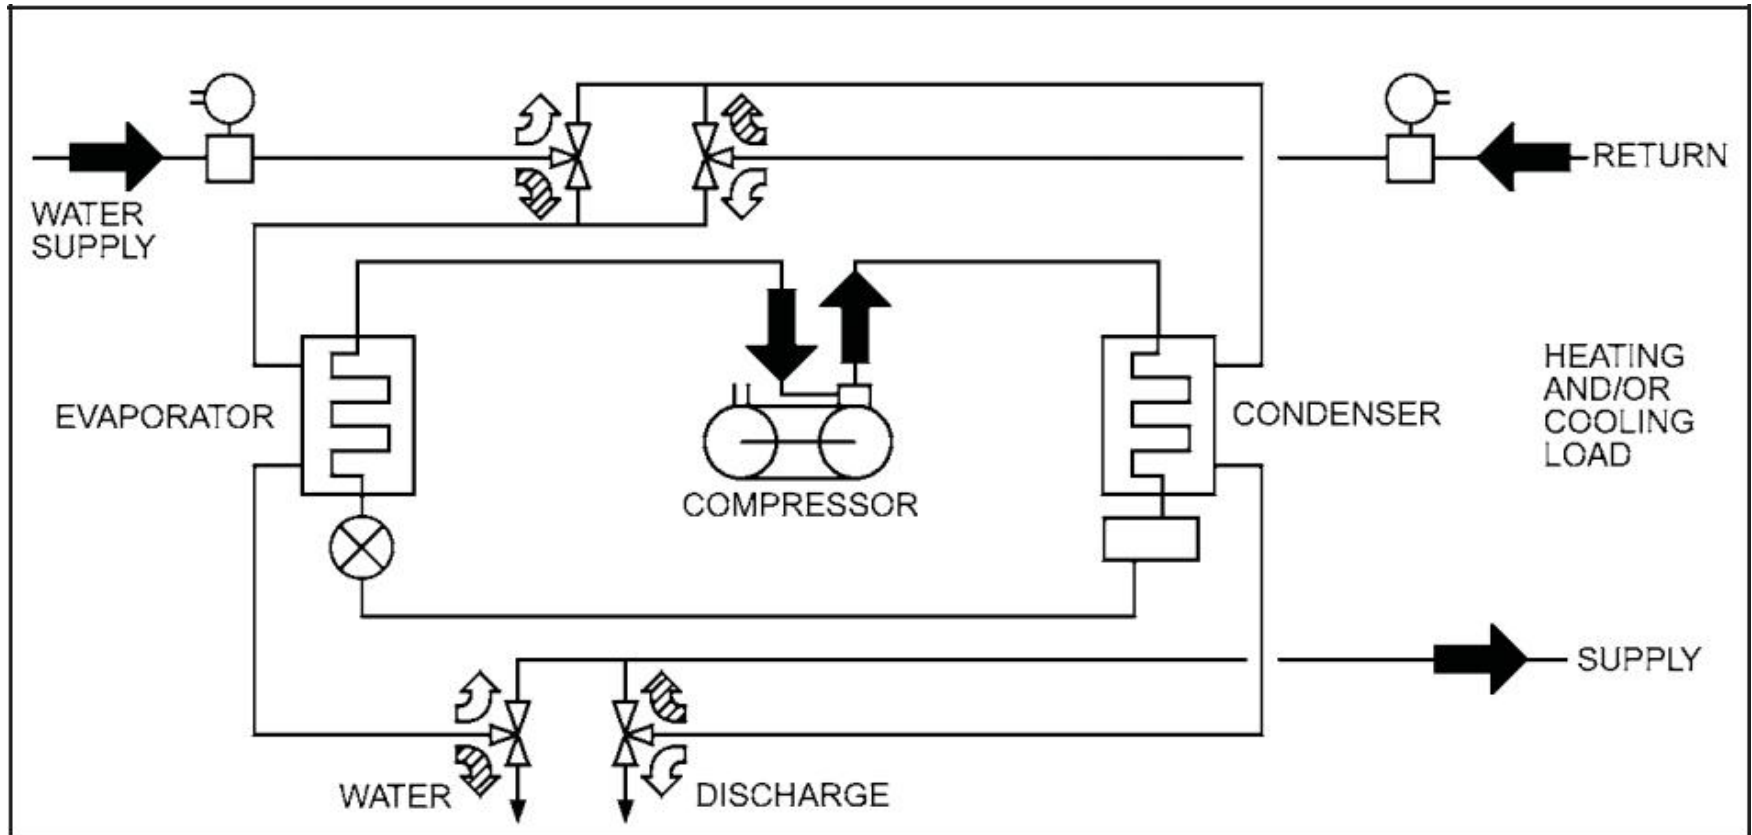 WATER
SUPPLY
RETURN
EVAPORATOR
COMPRESSOR
CONDENSER
HEATING
AND/OR
COOLING
LOAD
SUPPLY
WATER
DISCHARGE